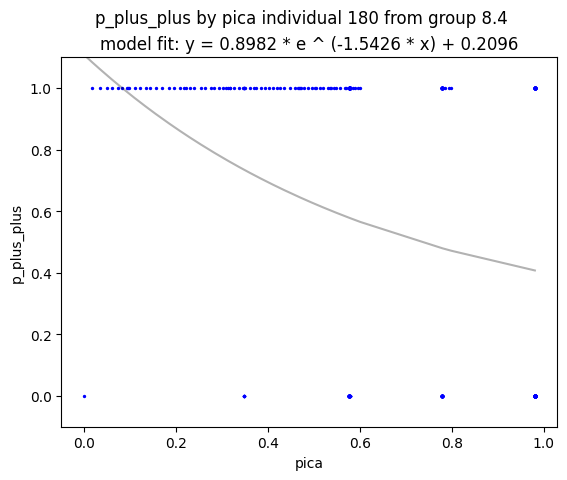 p_plus_plus by pica individual 180 from group 8.4
model fit: y = 0.8982 * e ^ (-1.5426 * x) + 0.2096
1.0
0.8
0.6
0.4
0.2
0.0
p_plus_plus
0.0 0.2 0.4 0.6 0.8 1.0
pica